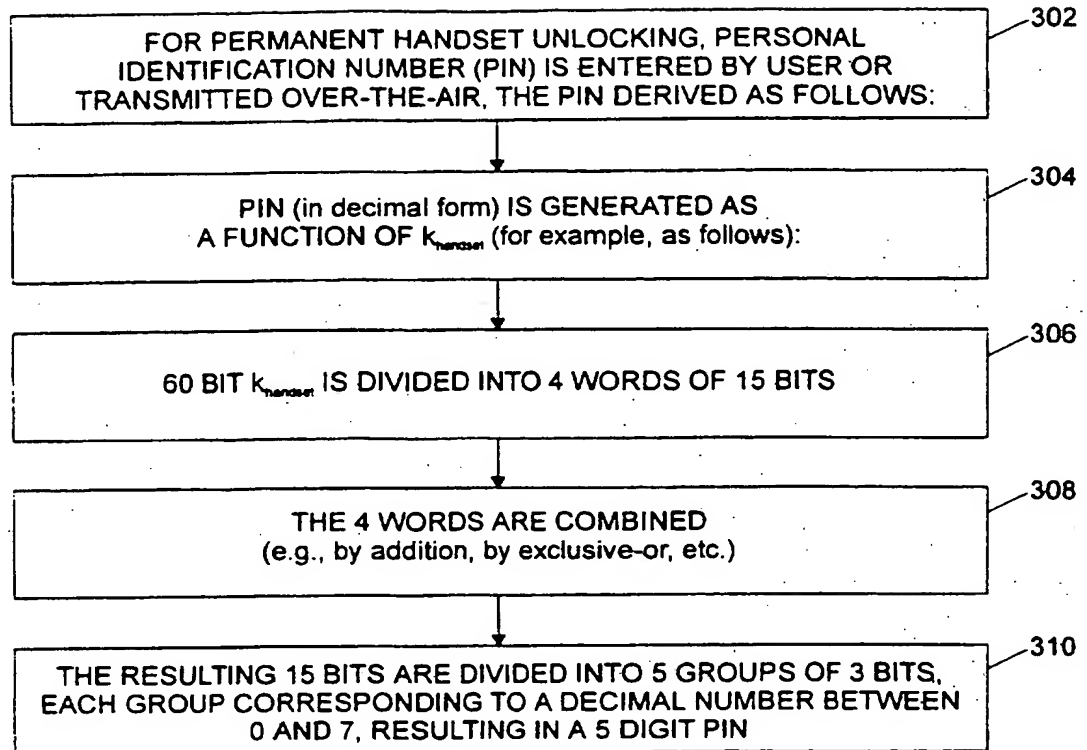 302
FOR PERMANENT HANDSET UNLOCKING, PERSONAL
IDENTIFICATION NUMBER (PIN) IS ENTERED BY USER OR
TRANSMITTED OVER-THE-AIR, THE PIN DERIVED AS FOLLOWS:
304
PIN (in decimal form) IS GENERATED AS
A FUNCTION OF k_handset (for example, as follows):
306
60 BIT k_handset IS DIVIDED INTO 4 WORDS OF 15 BITS
308
THE 4 WORDS ARE COMBINED
(e.g., by addition, by exclusive-or, etc.)
310
THE RESULTING 15 BITS ARE DIVIDED INTO 5 GROUPS OF 3 BITS,
EACH GROUP CORRESPONDING TO A DECIMAL NUMBER BETWEEN
0 AND 7, RESULTING IN A 5 DIGIT PIN